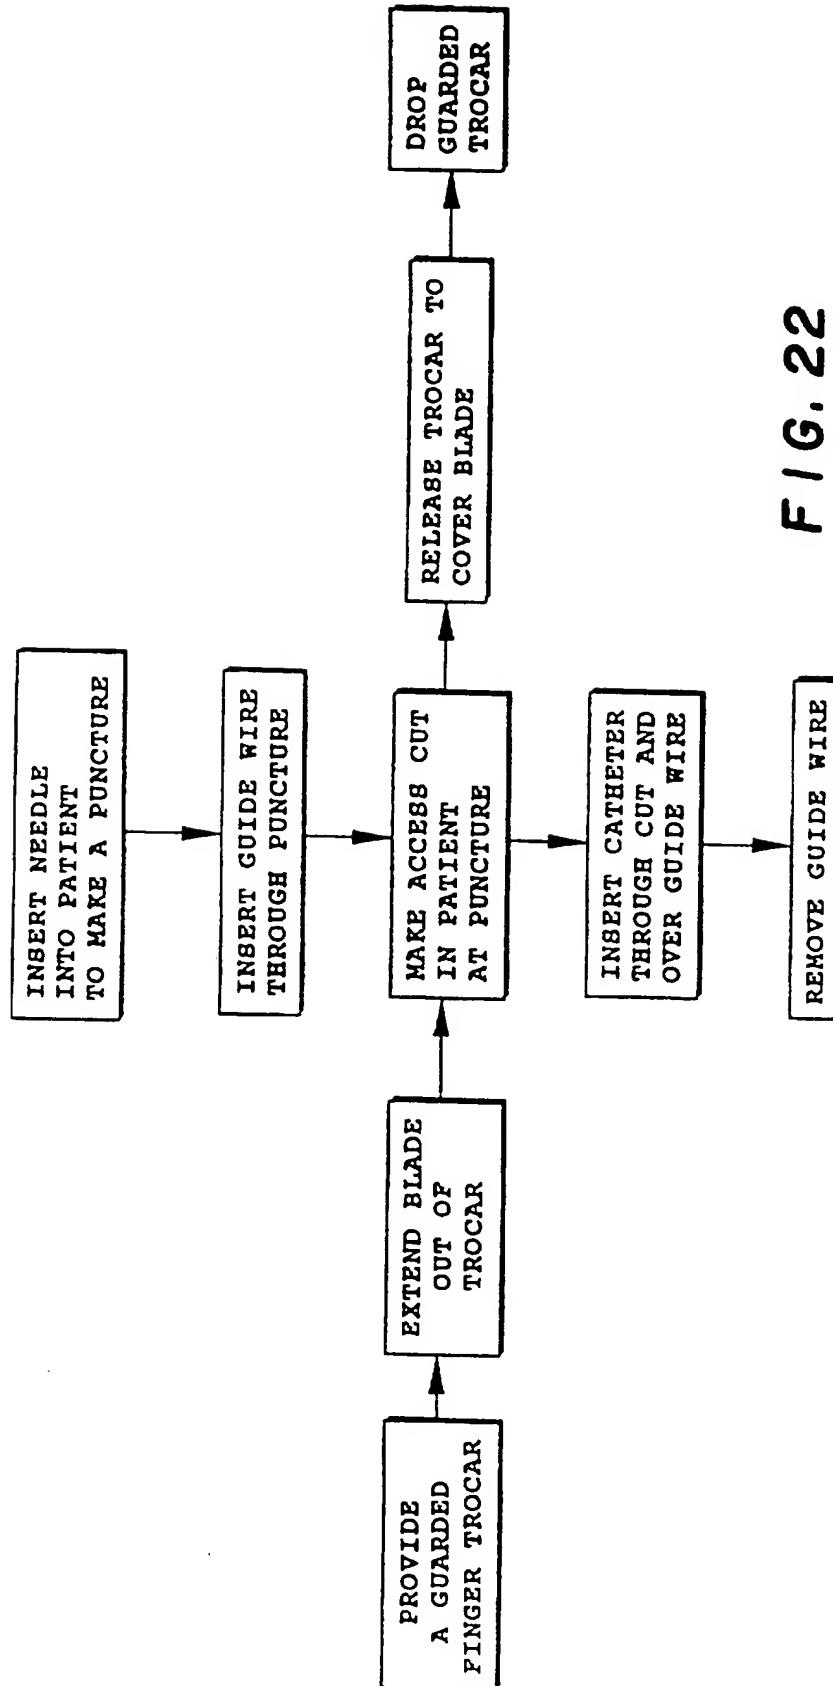 INSERT NEEDLE
INTO PATIENT
TO MAKE A PUNCTURE
INSERT GUIDE WIRE
THROUGH PUNCTURE
PROVIDE
A GUARDED
FINGER TROCAR
EXTEND BLADE
OUT OF
TROCAR
MAKE ACCESS CUT
IN PATIENT
AT PUNCTURE
RELEASE TROCAR TO
COVER BLADE
DROP
GUARDED
TROCAR
INSERT CATHETER
THROUGH CUT AND
OVER GUIDE WIRE
REMOVE GUIDE WIRE
FIG. 22